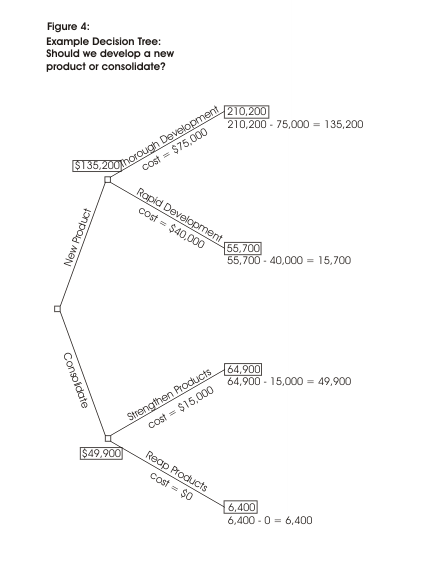 Figure 4:
Example Decision Tree:
Should we develop a new
product or consolidate?
210,200
Thorough Development
210,200 - 75,000 = 135,200
cost = $75,000
$135,200
Rapid Development
cost = $40,000
New Product
55,700
55,700 - 40,000 = 15,700
Consolidate
64,900
Strengthen Products
64,900 - 15,000 = 49,900
cost = $15,000
$49,900
Reap Products
cost = $0
6,400
6,400 - 0 = 6,400